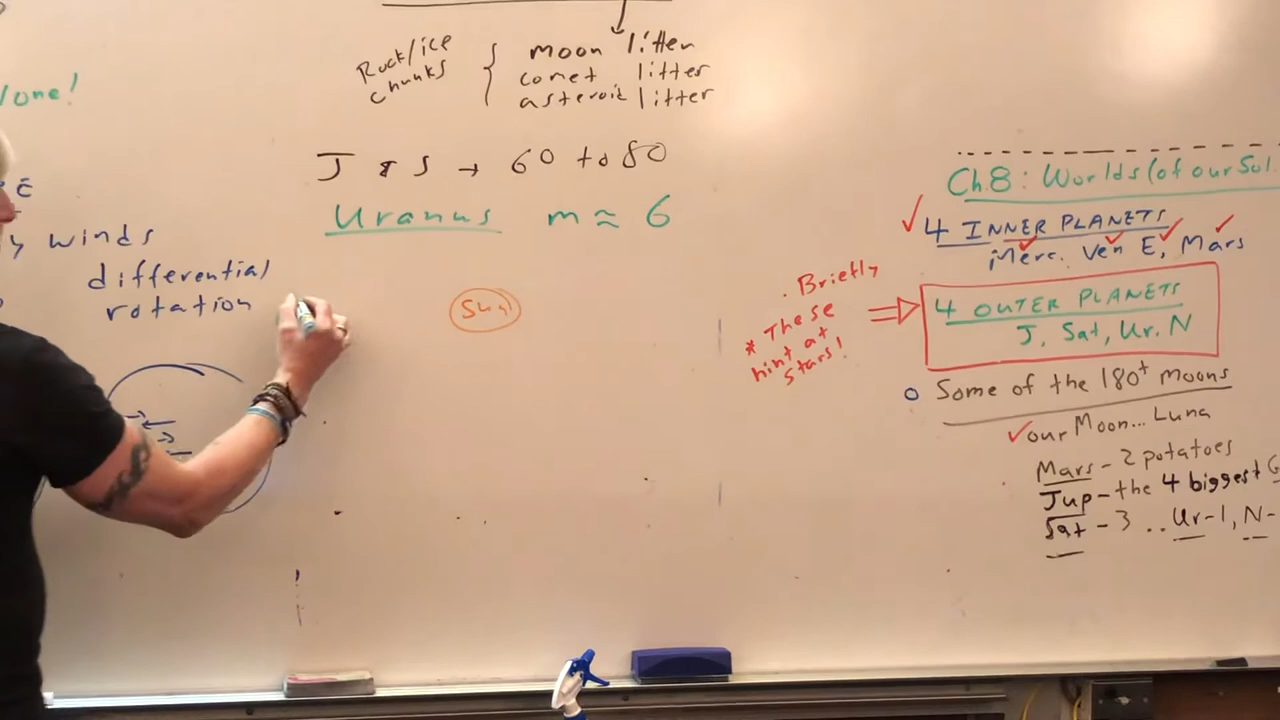 Rock/ice
chunks
moon litter
comet litter
asteroid litter
lone!
J & S → 60 to 80
Uranus m ≈ 6
winds
differential
rotation
Sun
Ch.8: Worlds (of our Sol.
4 INNER PLANETS
Merc. Ven E, Mars
. Briefly
* These
hint at
stars!
4 OUTER PLANETS
J, Sat, Ur. N
Some of the 180+ moons
our Moon... Luna
Mars - 2 potatoes
Jup - the 4 biggest G
Sat - 3 .. Ur-1, N-